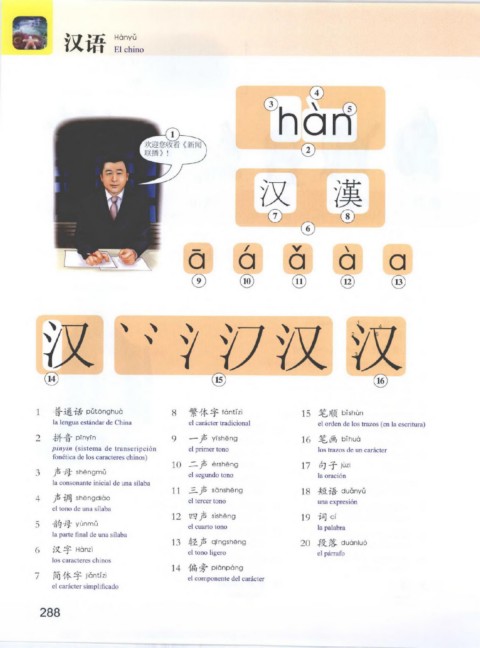 汉语 Hànyǔ
El chino
1
欢迎您收看《新闻
联播》!
4
3
5
hàn
2
汉 漢
7 8
6
ā á ǎ à a
9 10 11 12 13
汉
14
丶 冫 氵 汈 汉
15
汉
16
1 普通话 pǔtōnghuà
la lengua estándar de China
2 拼音 pīnyīn
pinyin (sistema de transcripción
fonética de los caracteres chinos)
3 声母 shēngmǔ
la consonante inicial de una sílaba
4 声调 shēngdiào
el tono de una sílaba
5 韵母 yùnmǔ
la parte final de una sílaba
6 汉字 Hànzì
los caracteres chinos
7 简体字 jiǎntǐzì
el carácter simplificado
8 繁体字 fántǐzì
el carácter tradicional
9 一声 yīshēng
el primer tono
10 二声 èrshēng
el segundo tono
11 三声 sānshēng
el tercer tono
12 四声 sìshēng
el cuarto tono
13 轻声 qīngshēng
el tono ligero
14 偏旁 piānpáng
el componente del carácter
15 笔顺 bǐshùn
el orden de los trazos (en la escritura)
16 笔画 bǐhuà
los trazos de un carácter
17 句子 jùzi
la oración
18 短语 duǎnyǔ
una expresión
19 词 cí
la palabra
20 段落 duànluò
el párrafo
288